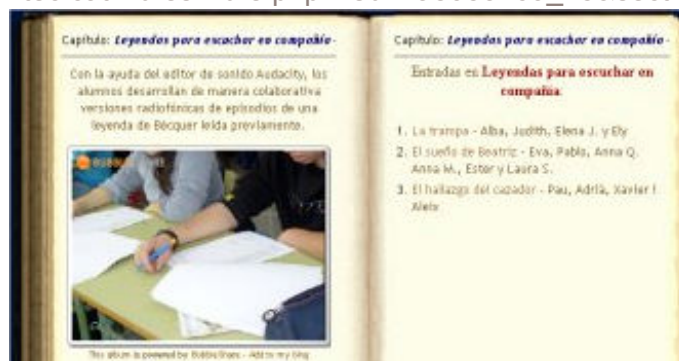 Capítulo: Leyendas para escuchar en compañía -
Con la ayuda del editor de sonido Audacity, los
alumnos desarrollan de manera colaborativa
versiones radiofónicas de episodios de una
leyenda de Bécquer leída previamente.
This album is powered by BubbleShare - Add to my blog
Capítulo: Leyendas para escuchar en compañía -
Entradas en Leyendas para escuchar en
compañía:
1. La trampa - Alba, Judith, Elena J. y Ely
2. El sueño de Beatriz - Eva, Pablo, Anna Q.
Anna M., Ester y Laura S.
3. El hallazgo del cazador - Pau, Adrià, Xavier i
Aleix